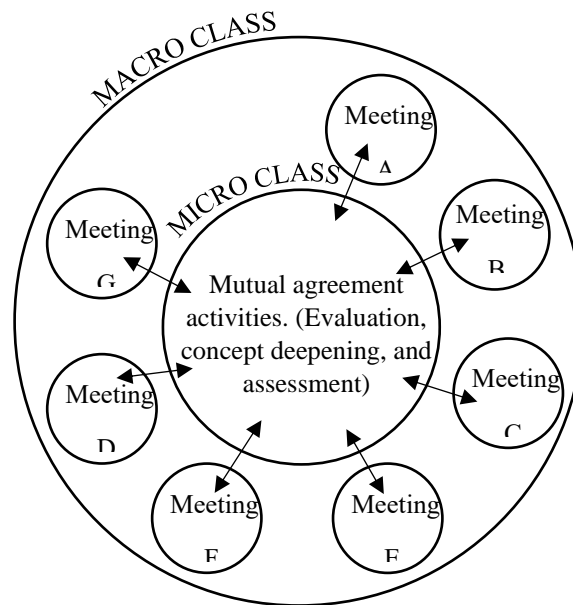 MACRO CLASS
Meeting
A
MICRO CLASS
Meeting
B
Meeting
G
Mutual agreement
activities. (Evaluation,
concept deepening, and
assessment)
Meeting
C
Meeting
D
Meeting
Meeting